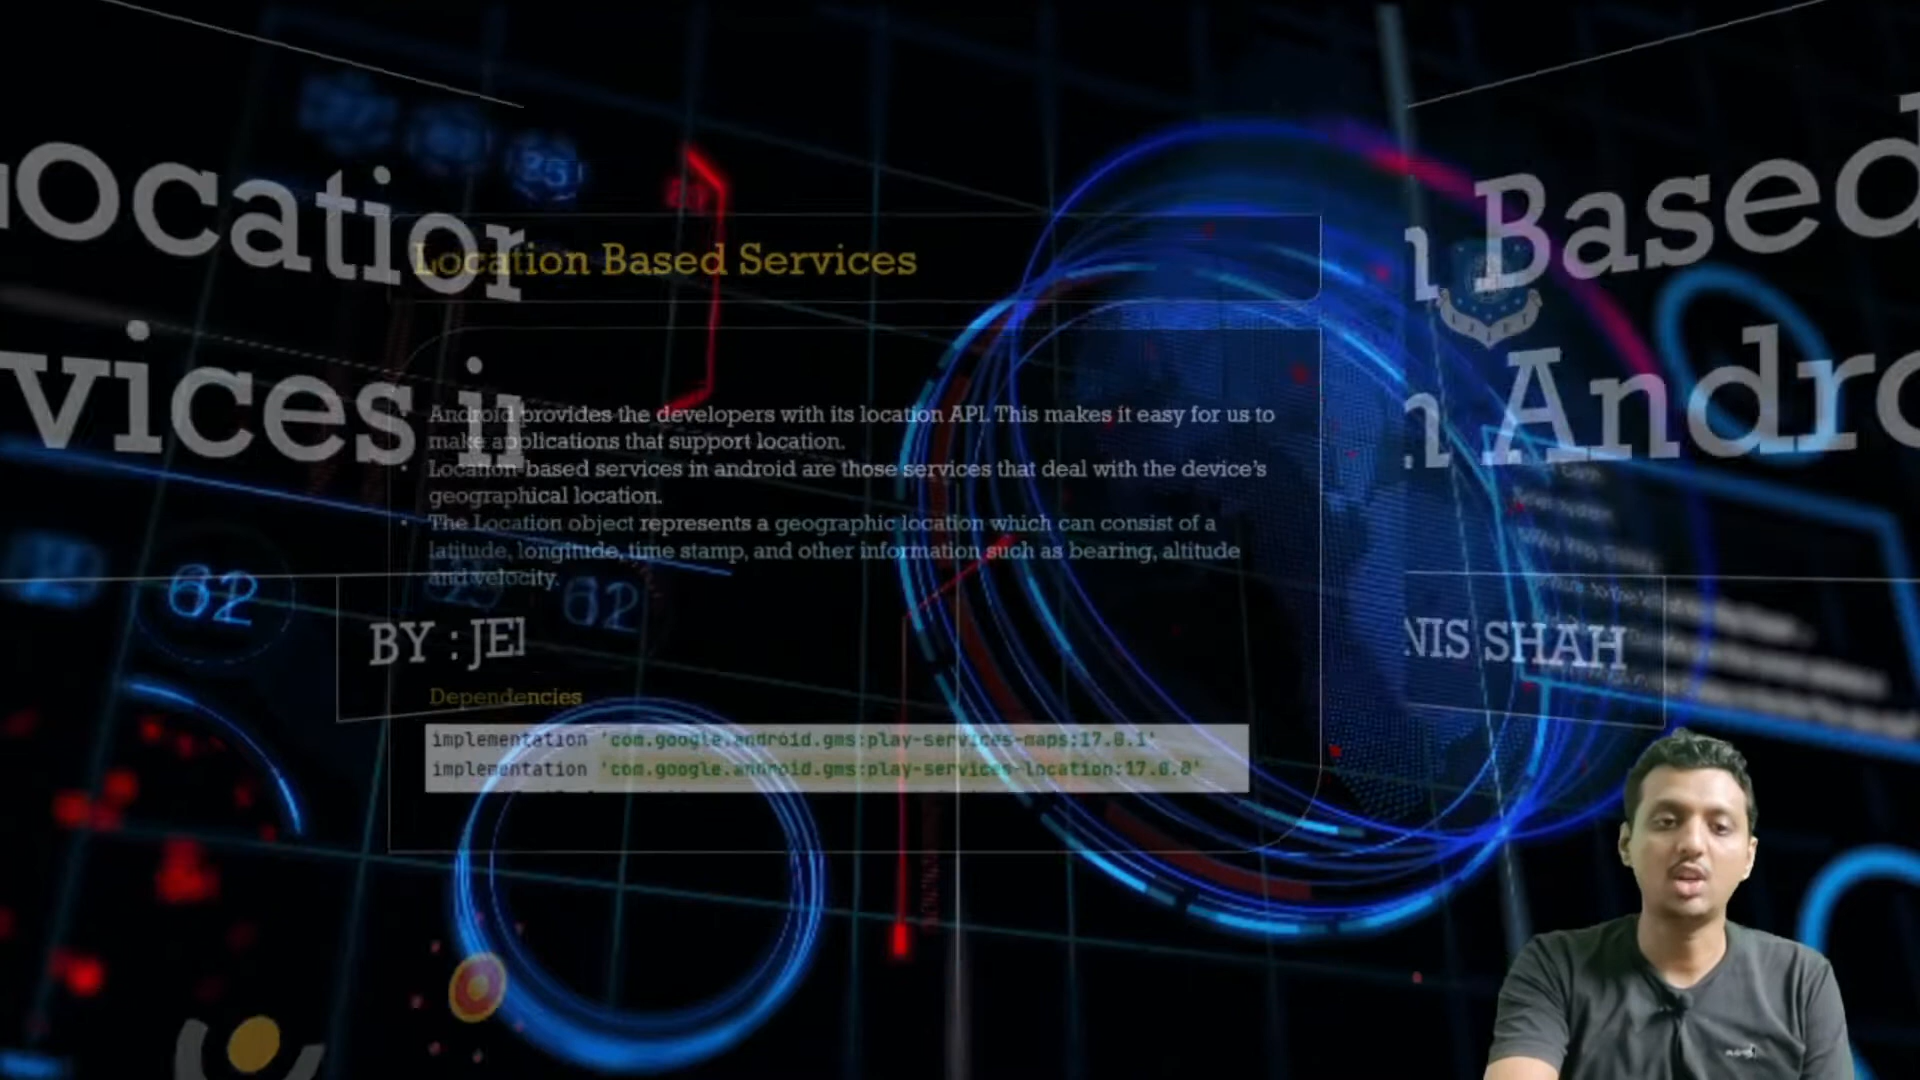 ocation
Based
vices in
n Andro
Location Based Services
Android provides the developers with its location API. This makes it easy for us to
make applications that support location.
Location-based services in android are those services that deal with the device's
geographical location.
The Location object represents a geographic location which can consist of a
latitude, longitude, time stamp, and other information such as bearing, altitude
and velocity.
62
62
BY : JE
NIS SHAH
Dependencies
implementation 'com.google.android.gms:play-services-maps:17.0.1'
implementation 'com.google.android.gms:play-services-location:17.0.0'